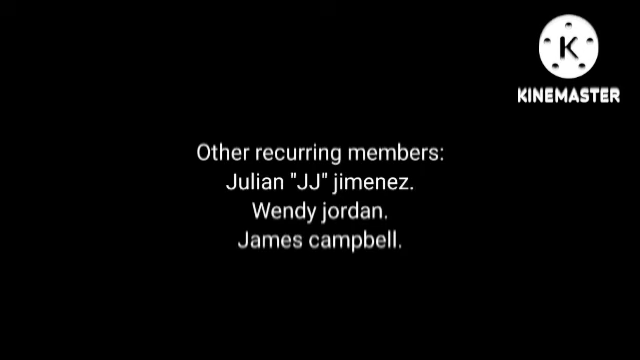 K
KINEMASTER
Other recurring members:
Julian "JJ" jimenez.
Wendy jordan.
James campbell.